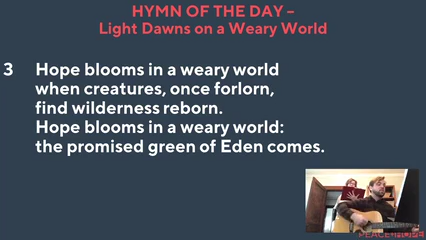 HYMN OF THE DAY –
Light Dawns on a Weary World
3 Hope blooms in a weary world
when creatures, once forlorn,
find wilderness reborn.
Hope blooms in a weary world:
the promised green of Eden comes.